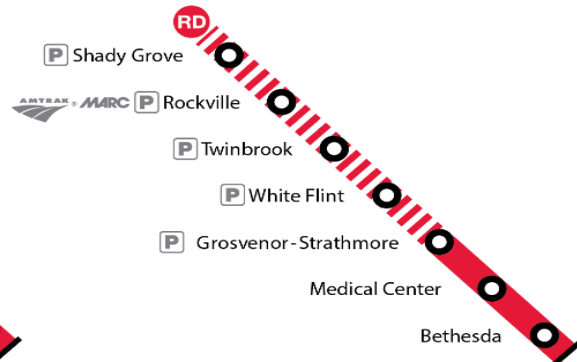 RD
P Shady Grove
AMTRAK MARC P Rockville
P Twinbrook
P White Flint
P Grosvenor-Strathmore
Medical Center
Bethesda